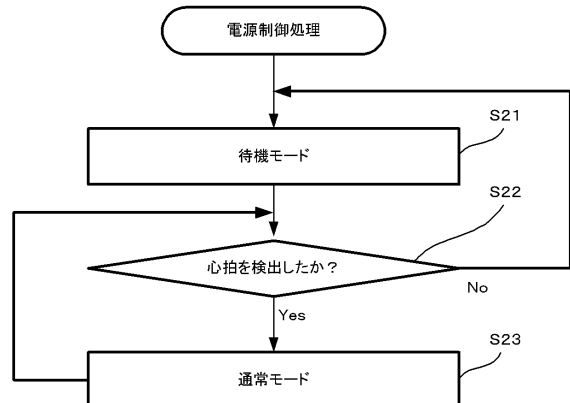 電源制御処理
S21
待機モード
S22
心拍を検出したか？
No
Yes
S23
通常モード